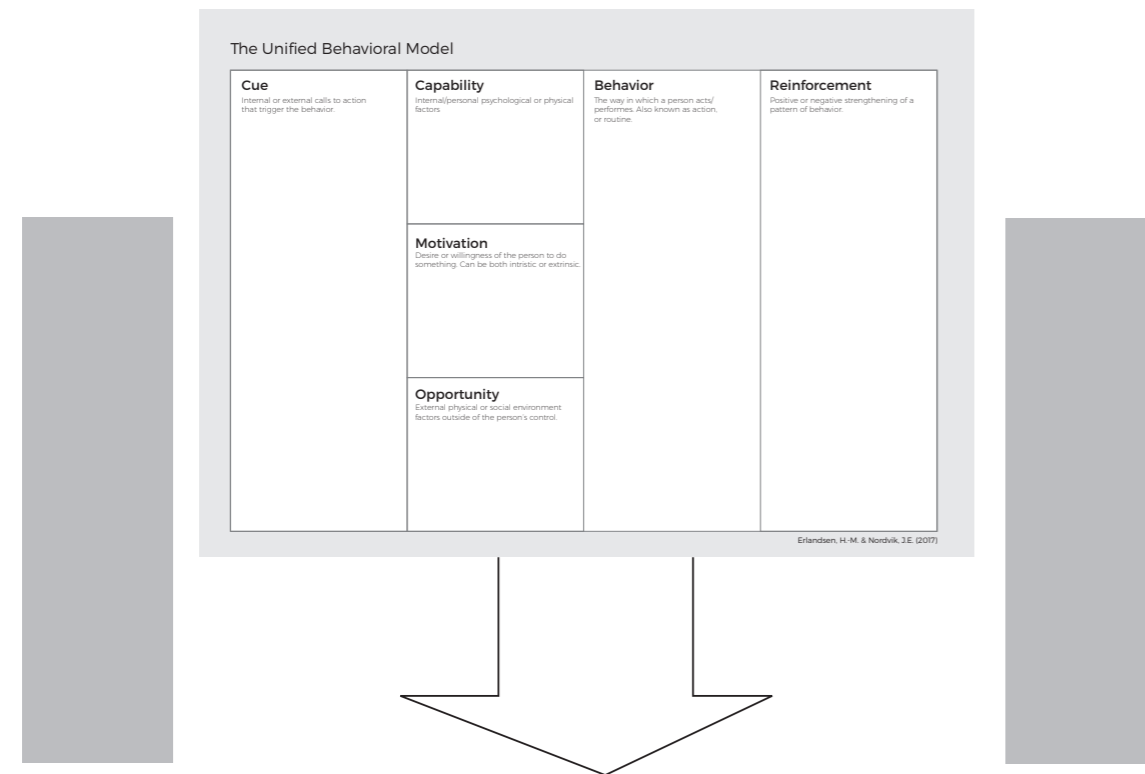 The Unified Behavioral Model
Cue
Internal or external calls to action
that trigger the behavior.
Capability
Internal/personal psychological or physical
factors
Motivation
Desire or willingness of the person to do
something. Can be both intristic or extrinsic.
Opportunity
External physical or social environment
factors outside of the person's control.
Behavior
The way in which a person acts/
performes. Also known as action,
or routine.
Reinforcement
Positive or negative strengthening of a
pattern of behavior.
Erlandsen, H.-M. & Nordvik, J.E. (2017)